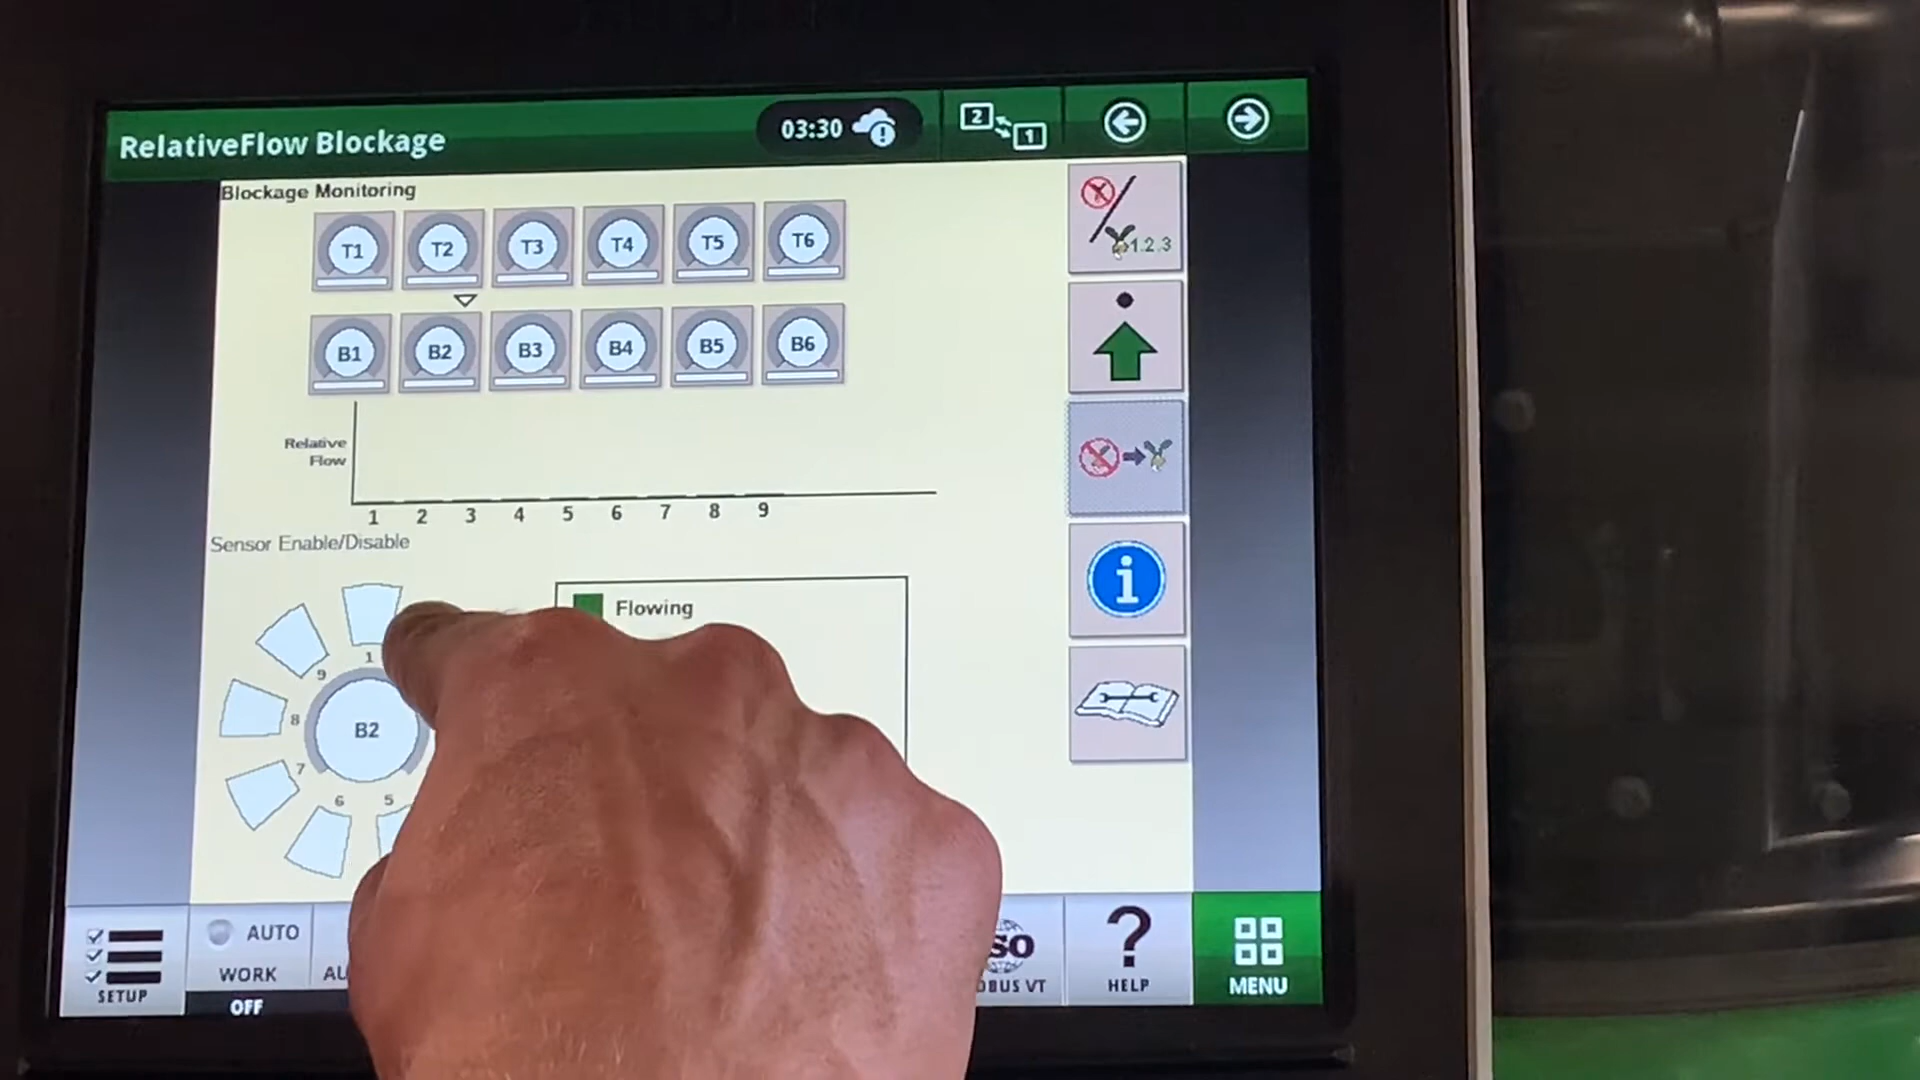 RelativeFlow Blockage
03:30
2
1
Blockage Monitoring
T1 T2 T3 T4 T5 T6
1.2.3
B1 B2 B3 B4 B5 B6
Relative
Flow
1 2 3 4 5 6 7 8 9
Sensor Enable/Disable
Flowing
1
9
8
B2
7
6 5
i
SETUP
AUTO
WORK
OFF
?
HELP
MENU